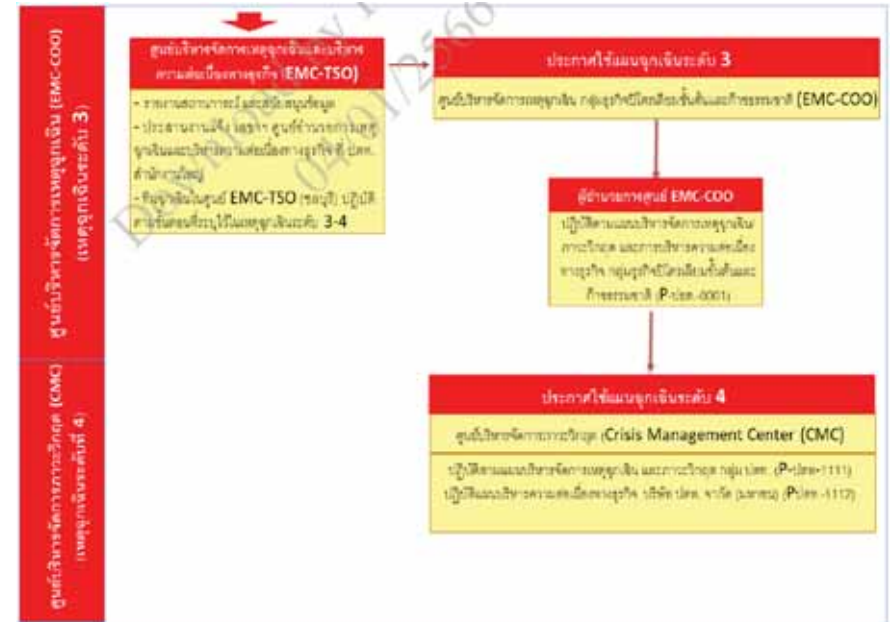 ศูนย์บริหารจัดการเหตุฉุกเฉิน (EMC-COO)
(เหตุฉุกเฉินระดับ 3)
ศูนย์บริหารจัดการเหตุฉุกเฉินและบริหาร
ความต่อเนื่องทางธุรกิจ (EMC-TSO)
- รายงานสถานการณ์ และสนับสนุนข้อมูล
- ประสานงานแจ้ง ศูนย์อำนวยการเหตุ
ฉุกเฉินและบริหารความต่อเนื่องทางธุรกิจ ที่ ปตท.
สำนักงานใหญ่
- ทีมฉุกเฉินในศูนย์ EMC-TSO (ชลบุรี) ปฏิบัติ
ตามขั้นตอนที่ระบุไว้ในเหตุฉุกเฉินระดับ 3-4
ประกาศใช้แผนฉุกเฉินระดับ 3
ศูนย์บริหารจัดการเหตุฉุกเฉิน กลุ่มธุรกิจปิโตรเลียมขั้นต้นและก๊าซธรรมชาติ (EMC-COO)
ผู้อำนวยการศูนย์ EMC-COO
ปฏิบัติตามแผนบริหารจัดการเหตุฉุกเฉิน/
ภาวะวิกฤต และการบริหารความต่อเนื่อง
ทางธุรกิจ กลุ่มธุรกิจปิโตรเลียมขั้นต้นและ
ก๊าซธรรมชาติ (P-ปธต.-0001)
ศูนย์บริหารจัดการภาวะวิกฤต (CMC)
(เหตุฉุกเฉินระดับที่ 4)
ประกาศใช้แผนฉุกเฉินระดับ 4
ศูนย์บริหารจัดการภาวะวิกฤต (Crisis Management Center (CMC)
ปฏิบัติตามแผนบริหารจัดการเหตุฉุกเฉิน และภาวะวิกฤต กลุ่ม ปตท. (P-ปตท-1111)
ปฏิบัติแผนบริหารความต่อเนื่องทางธุรกิจ บริษัท ปตท. จำกัด (มหาชน) (Pปตท.-1112)
04/01/2566